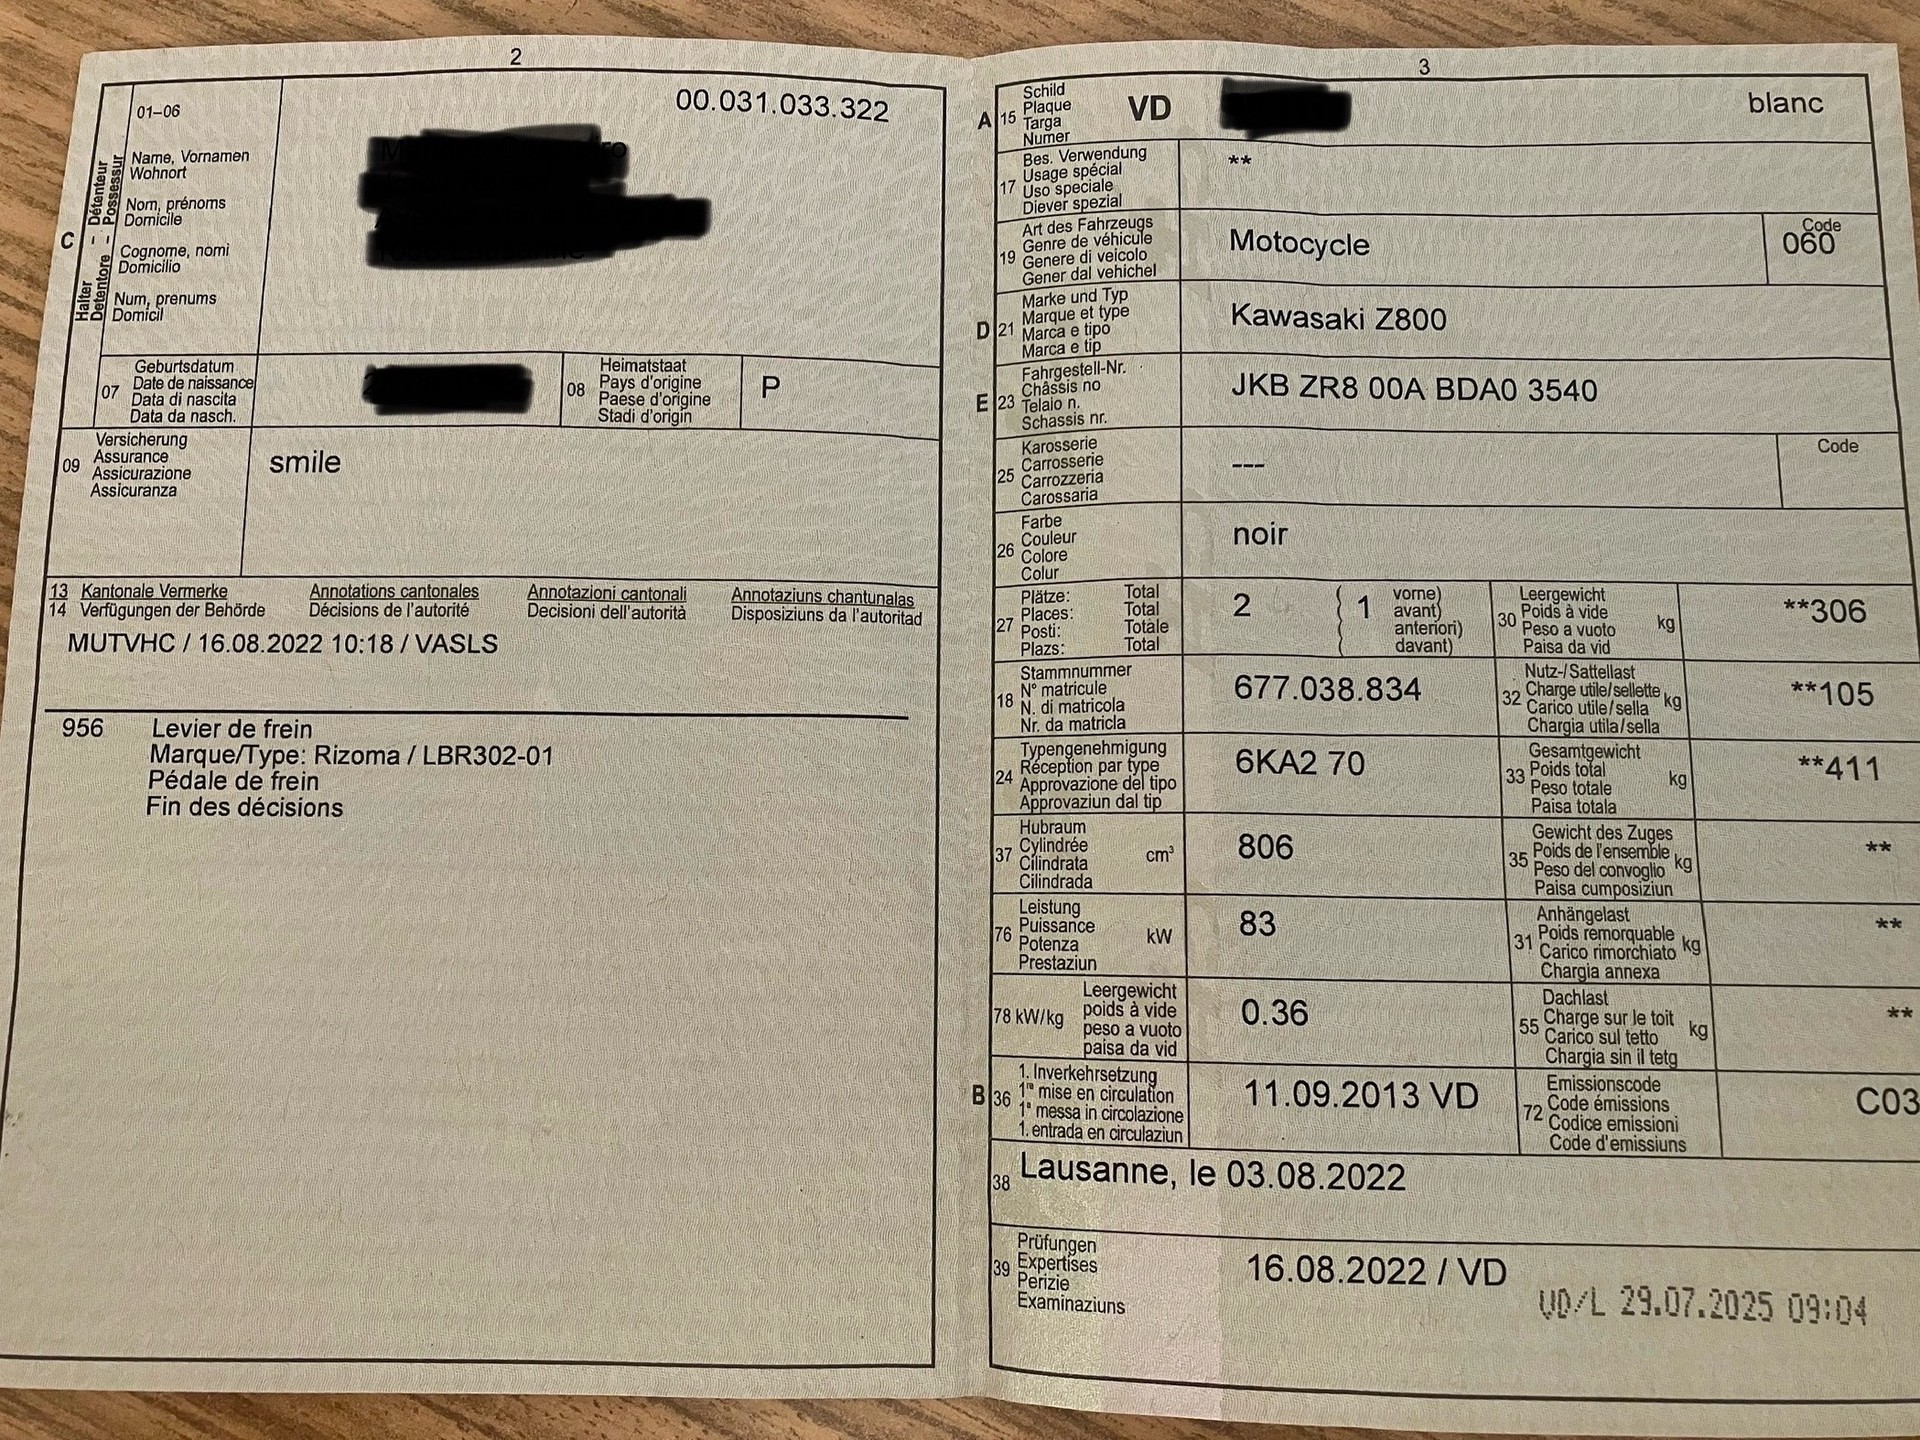 2
01–06
00.031.033.322
C
Halter – Détenteur
Detentore – Possessur
Name, Vornamen
Wohnort
Nom, prénoms
Domicile
Cognome, nomi
Domicilio
Num, prenums
Domicil
07
Geburtsdatum
Date de naissance
Data di nascita
Data da nasch.
08
Heimatstaat
Pays d'origine
Paese d'origine
Stadi d'origin
P
09
Versicherung
Assurance
Assicurazione
Assicuranza
smile
13 Kantonale Vermerke Annotations cantonales Annotazioni cantonali Annotaziuns chantunalas
14 Verfügungen der Behörde Décisions de l'autorité Decisioni dell'autorità Disposiziuns da l'autoritad
MUTVHC / 16.08.2022 10:18 / VASLS
956 Levier de frein
Marque/Type: Rizoma / LBR302-01
Pédale de frein
Fin des décisions
3
A 15
Schild
Plaque
Targa
Numer
VD
blanc
17
Bes. Verwendung
Usage spécial
Uso speciale
Diever spezial
**
19
Art des Fahrzeugs
Genre de véhicule
Genere di veicolo
Gener dal vehichel
Motocycle
Code
060
D 21
Marke und Typ
Marque et type
Marca e tipo
Marca e tip
Kawasaki Z800
E 23
Fahrgestell-Nr.
Châssis no
Telaio n.
Schassis nr.
JKB ZR8 00A BDA0 3540
25
Karosserie
Carrosserie
Carrozzeria
Carossaria
---
Code
26
Farbe
Couleur
Colore
Colur
noir
27
Plätze: Total
Places: Total
Posti: Totale
Plazs: Total
2
( 1
vorne)
avant)
anteriori)
davant)
30
Leergewicht
Poids à vide
Peso a vuoto
Paisa da vid
kg
**306
18
Stammnummer
N° matricule
N. di matricola
Nr. da matricla
677.038.834
32
Nutz-/Sattellast
Charge utile/sellette
Carico utile/sella
Chargia utila/sella
kg
**105
24
Typengenehmigung
Réception par type
Approvazione del tipo
Approvaziun dal tip
6KA2 70
33
Gesamtgewicht
Poids total
Peso totale
Paisa totala
kg
**411
37
Hubraum
Cylindrée
Cilindrata
Cilindrada
cm³
806
35
Gewicht des Zuges
Poids de l'ensemble
Peso del convoglio
Paisa cumposiziun
kg
**
76
Leistung
Puissance
Potenza
Prestaziun
kW
83
31
Anhängelast
Poids remorquable
Carico rimorchiato
Chargia annexa
kg
**
78 kW/kg
Leergewicht
poids à vide
peso a vuoto
paisa da vid
0.36
55
Dachlast
Charge sur le toit
Carico sul tetto
Chargia sin il tetg
kg
**
B 36
1. Inverkehrsetzung
1re mise en circulation
1a messa in circolazione
1. entrada en circulaziun
11.09.2013 VD
72
Emissionscode
Code émissions
Codice emissioni
Code d'emissiuns
C03
38
Lausanne, le 03.08.2022
39
Prüfungen
Expertises
Perizie
Examinaziuns
16.08.2022 / VD
VD/L 29.07.2025 09:04